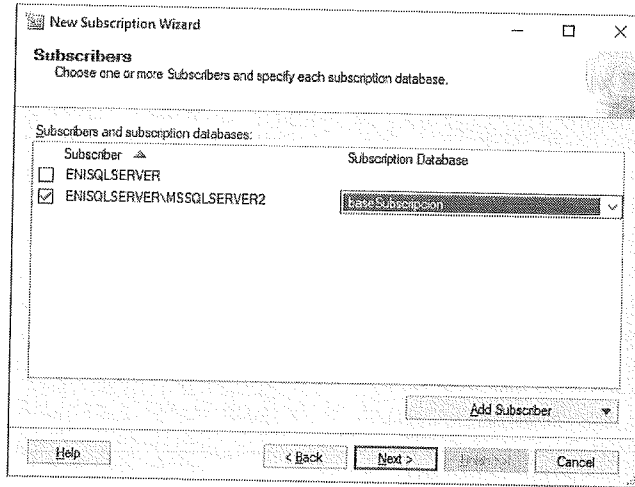 New Subscription Wizard
Subscribers
Choose one or more Subscribers and specify each subscription database.
Subscribers and subscription databases:
Subscriber Subscription Database
ENISQLSERVER
ENISQLSERVER\MSSQLSERVER2 baseSubscripcion
Add Subscriber
Help < Back Next > Cancel